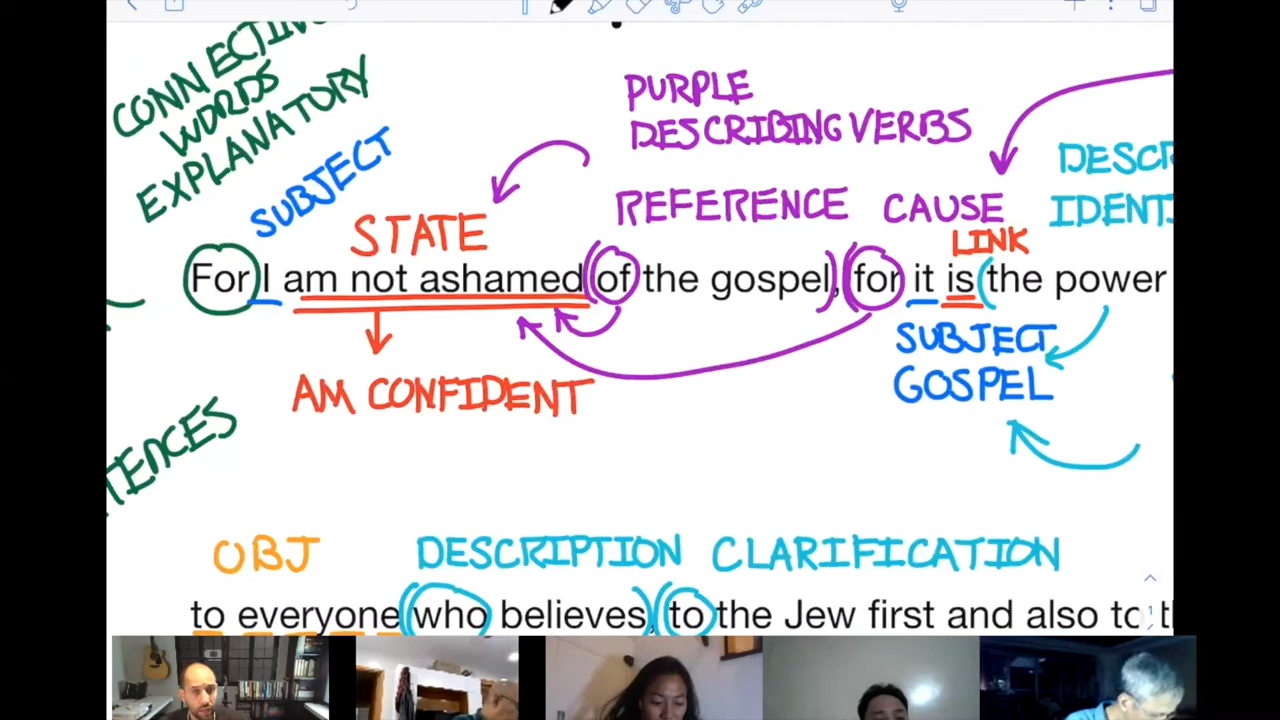 CONNECTING
WORDS
EXPLANATORY
SUBJECT
PURPLE
DESCRIBING VERBS
STATE
REFERENCE CAUSE
DESCR
IDENT
LINK
For I am not ashamed (of the gospel), (for it is (the power
AM CONFIDENT
SUBJECT
GOSPEL
TENCES
OBJ DESCRIPTION CLARIFICATION
to everyone (who believes), (to the Jew first and also to t